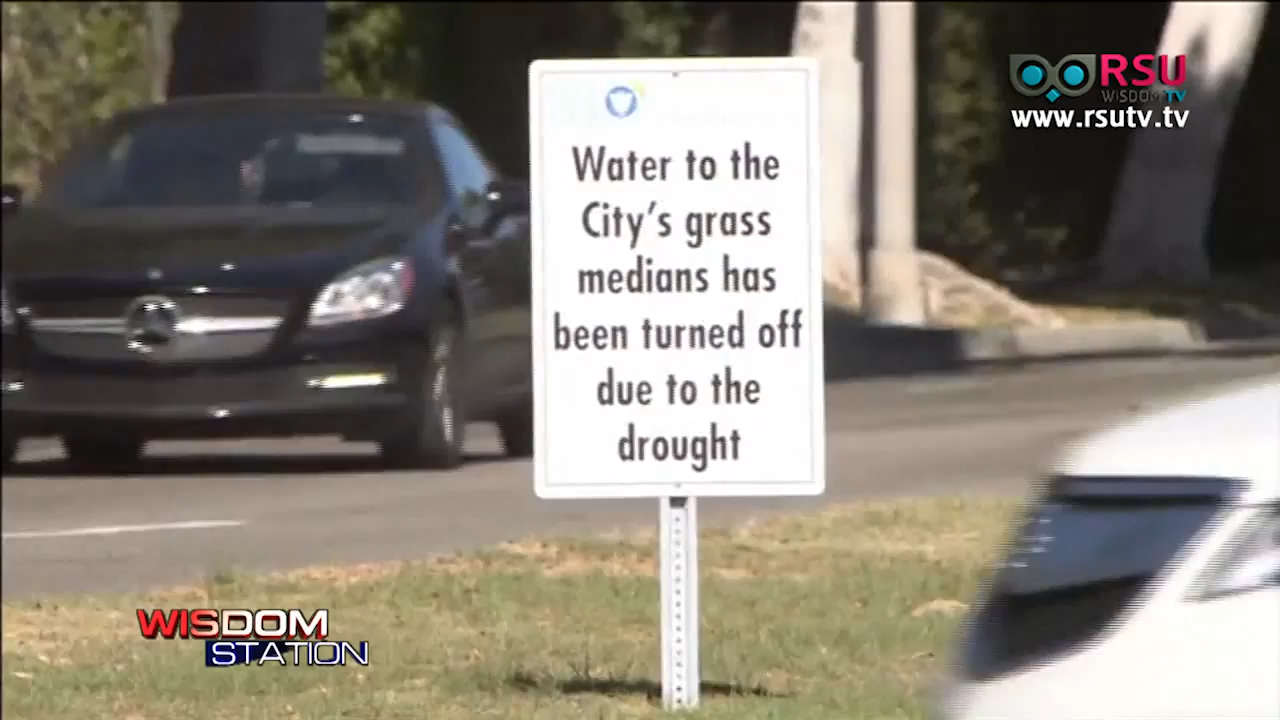 RSU
WISDOM TV
www.rsutv.tv
Water to the
City's grass
medians has
been turned off
due to the
drought
WISDOM
STATION